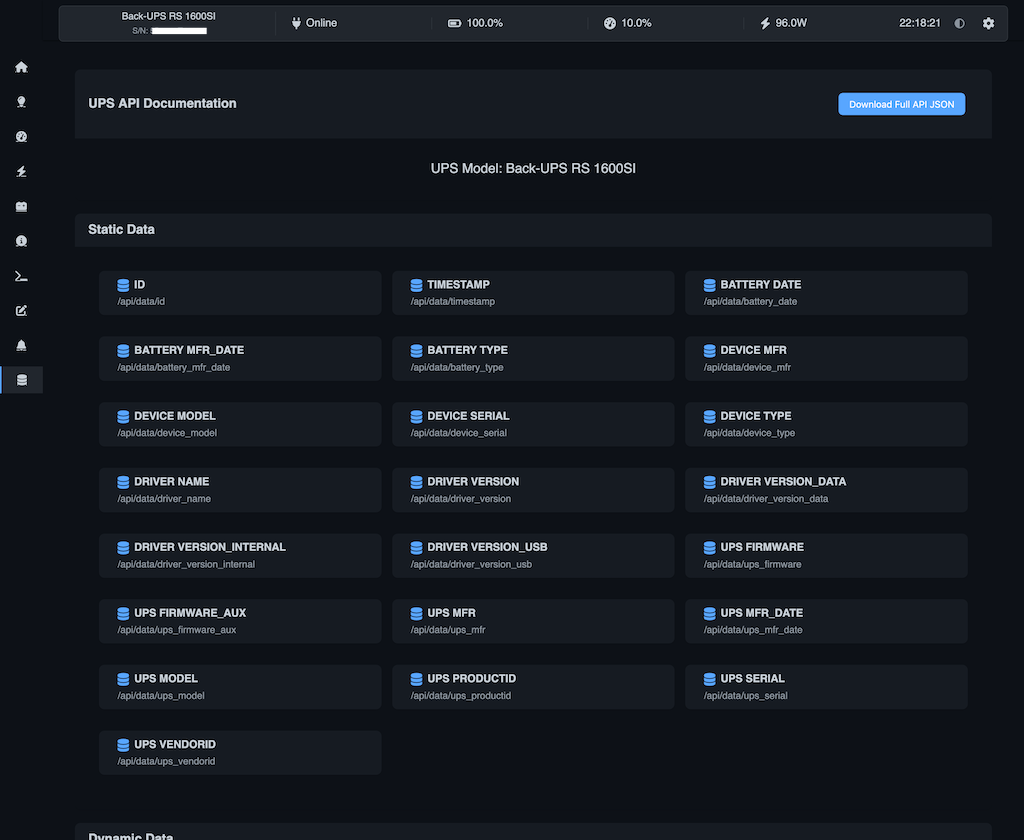 Back-UPS RS 1600SI
S/N:
Online
100.0%
10.0%
96.0W
22:18:21
UPS API Documentation
Download Full API JSON
UPS Model: Back-UPS RS 1600SI
Static Data
ID
/api/data/id
TIMESTAMP
/api/data/timestamp
BATTERY DATE
/api/data/battery_date
BATTERY MFR_DATE
/api/data/battery_mfr_date
BATTERY TYPE
/api/data/battery_type
DEVICE MFR
/api/data/device_mfr
DEVICE MODEL
/api/data/device_model
DEVICE SERIAL
/api/data/device_serial
DEVICE TYPE
/api/data/device_type
DRIVER NAME
/api/data/driver_name
DRIVER VERSION
/api/data/driver_version
DRIVER VERSION_DATA
/api/data/driver_version_data
DRIVER VERSION_INTERNAL
/api/data/driver_version_internal
DRIVER VERSION_USB
/api/data/driver_version_usb
UPS FIRMWARE
/api/data/ups_firmware
UPS FIRMWARE_AUX
/api/data/ups_firmware_aux
UPS MFR
/api/data/ups_mfr
UPS MFR_DATE
/api/data/ups_mfr_date
UPS MODEL
/api/data/ups_model
UPS PRODUCTID
/api/data/ups_productid
UPS SERIAL
/api/data/ups_serial
UPS VENDORID
/api/data/ups_vendorid
Dynamic Data